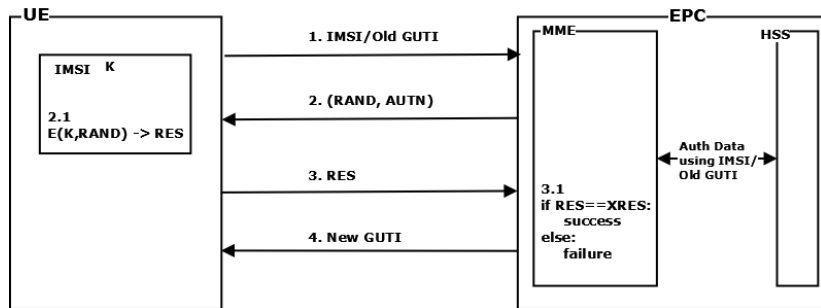 UE
EPC
MME
HSS
1. IMSI/Old GUTI
IMSI K
2. (RAND, AUTN)
2.1
E(K,RAND) -> RES
Auth Data
using IMSI/
Old GUTI
3. RES
3.1
if RES==XRES:
success
else:
failure
4. New GUTI